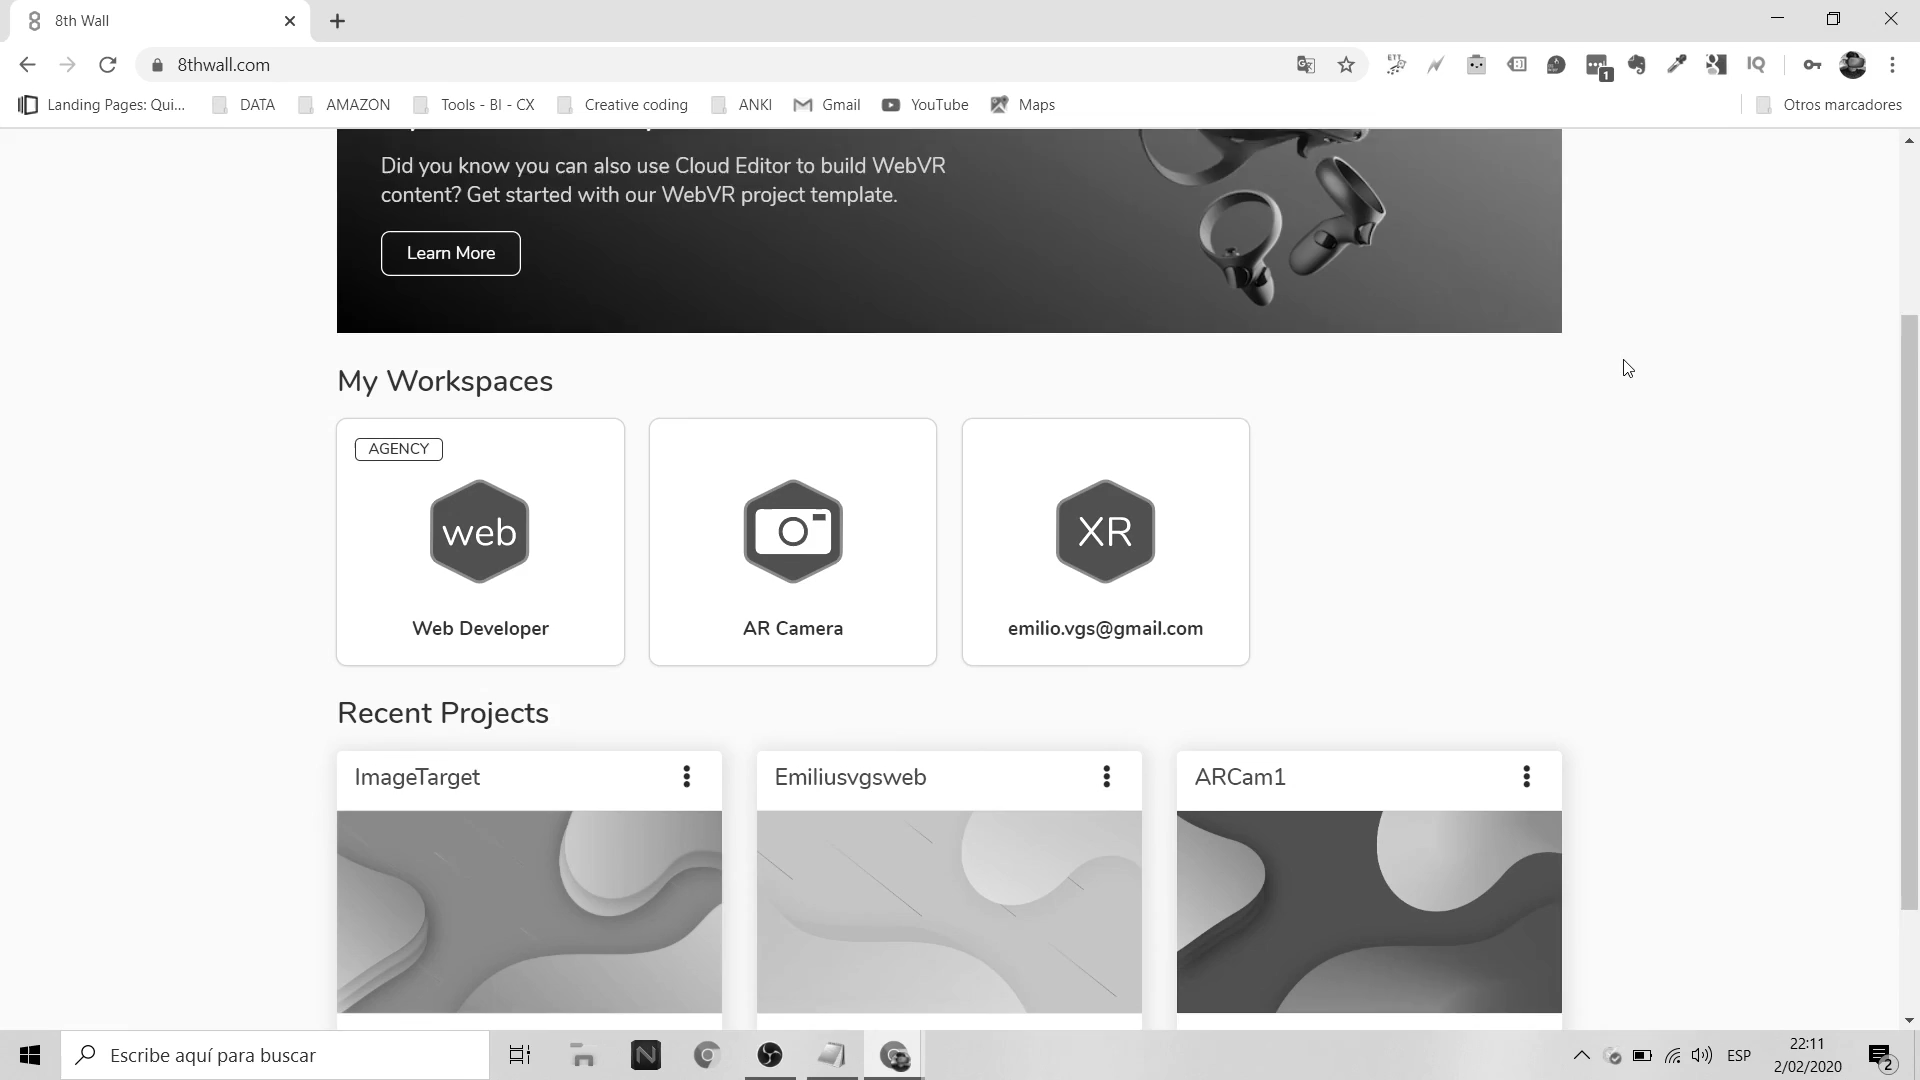 8th Wall
8thwall.com
1
IQ
Landing Pages: Qui...
DATA
AMAZON
Tools - BI - CX
Creative coding
ANKI
Gmail
YouTube
Maps
Otros marcadores
Did you know you can also use Cloud Editor to build WebVR
content? Get started with our WebVR project template.
Learn More
My Workspaces
AGENCY
web
XR
Web Developer
AR Camera
emilio.vgs@gmail.com
Recent Projects
ImageTarget
Emiliusvgsweb
ARCam1
Escribe aquí para buscar
N
ESP
22:11
2/02/2020
2